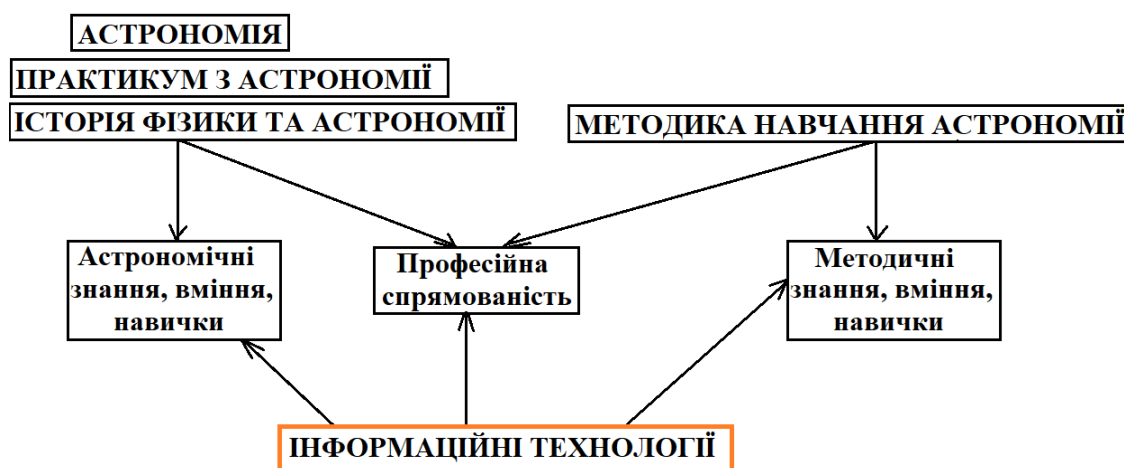 АСТРОНОМІЯ
ПРАКТИКУМ З АСТРОНОМІЇ
ІСТОРІЯ ФІЗИКИ ТА АСТРОНОМІЇ
МЕТОДИКА НАВЧАННЯ АСТРОНОМІЇ
Астрономічні
знання, вміння,
навички
Професійна
спрямованість
Методичні
знання, вміння,
навички
ІНФОРМАЦІЙНІ ТЕХНОЛОГІЇ